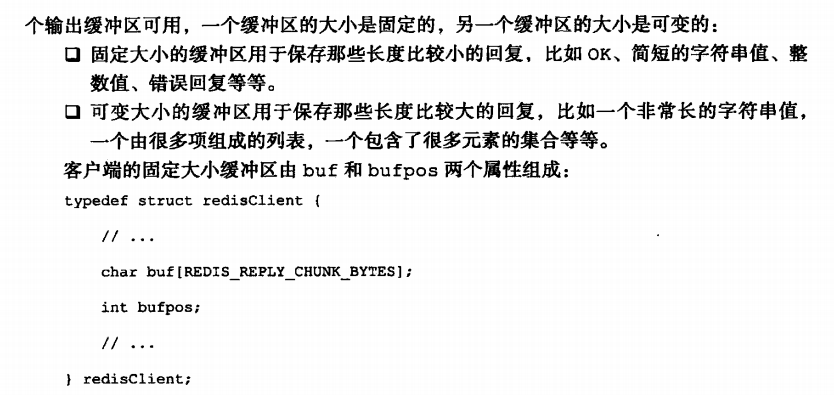 个输出缓冲区可用，一个缓冲区的大小是固定的，另一个缓冲区的大小是可变的：
❑ 固定大小的缓冲区用于保存那些长度比较小的回复，比如 OK、简短的字符串值、整
数值、错误回复等等。
❑ 可变大小的缓冲区用于保存那些长度比较大的回复，比如一个非常长的字符串值，
一个由很多项组成的列表，一个包含了很多元素的集合等等。
客户端的固定大小缓冲区由 buf 和 bufpos 两个属性组成：
typedef struct redisClient {
// ...
char buf[REDIS_REPLY_CHUNK_BYTES];
int bufpos;
// ...
} redisClient;